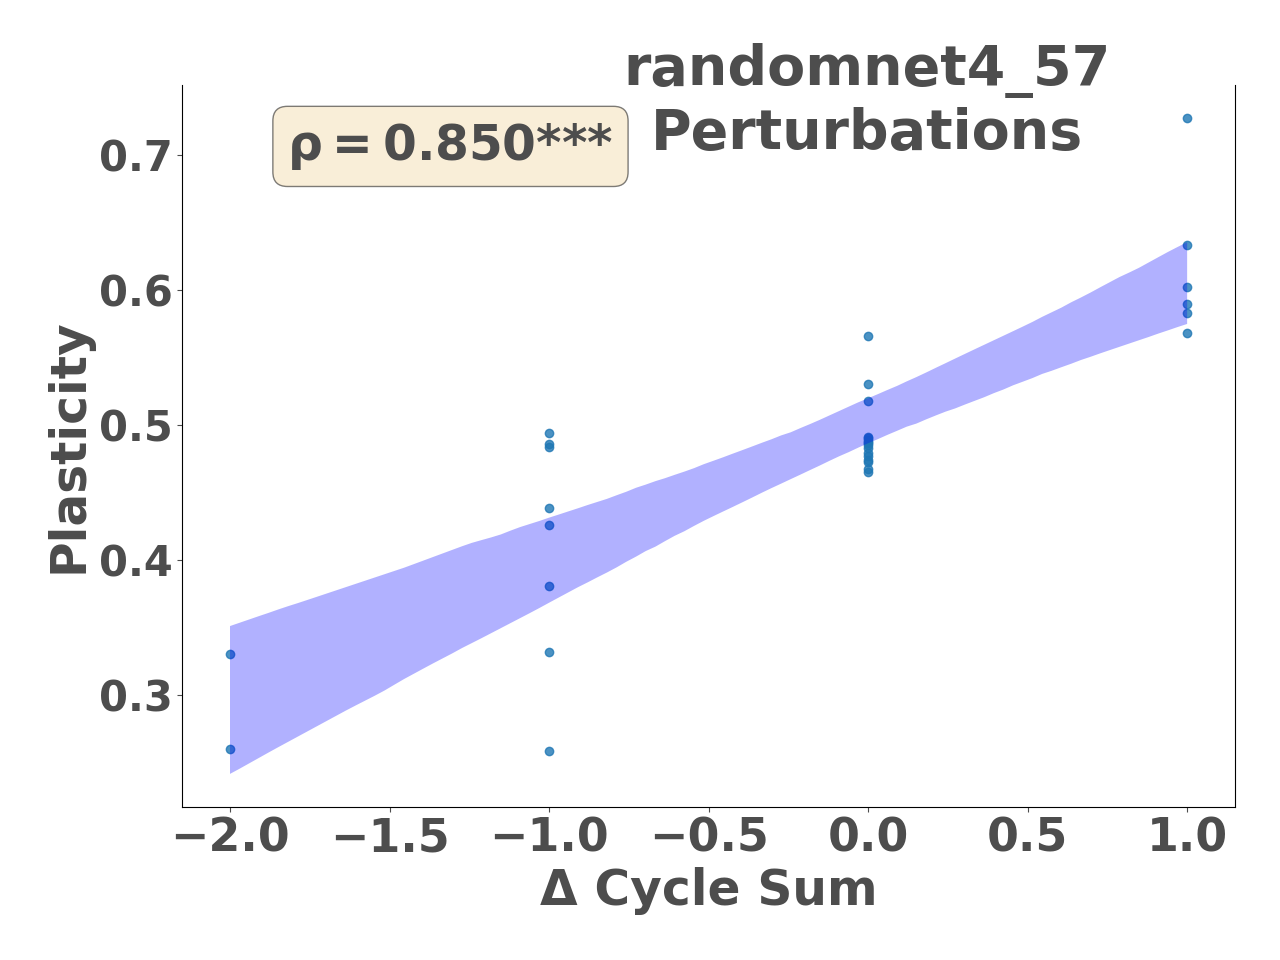 randomnet4_57
Perturbations
ρ = 0.850***
0.7
0.6
0.5
0.4
0.3
Plasticity
−2.0 −1.5 −1.0 −0.5 0.0 0.5 1.0
Δ Cycle Sum